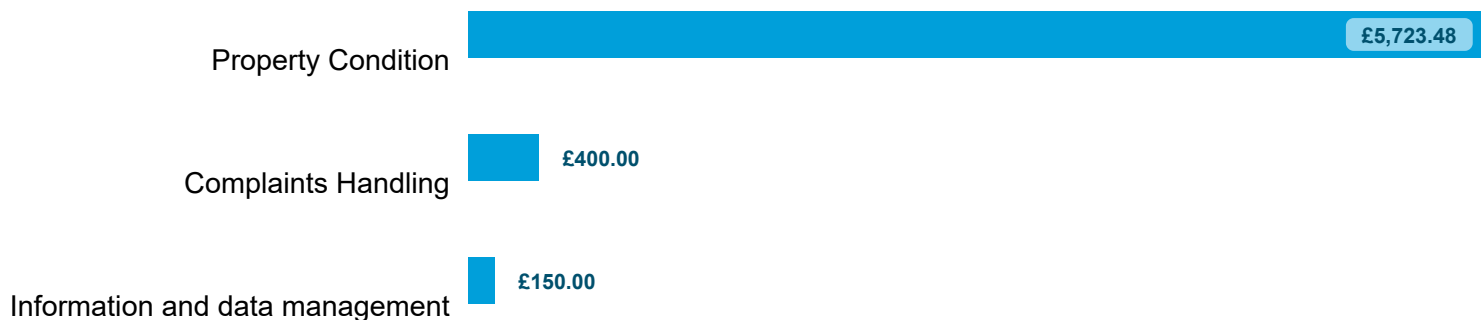 £5,723.48
Property Condition
£400.00
Complaints Handling
£150.00
Information and data management